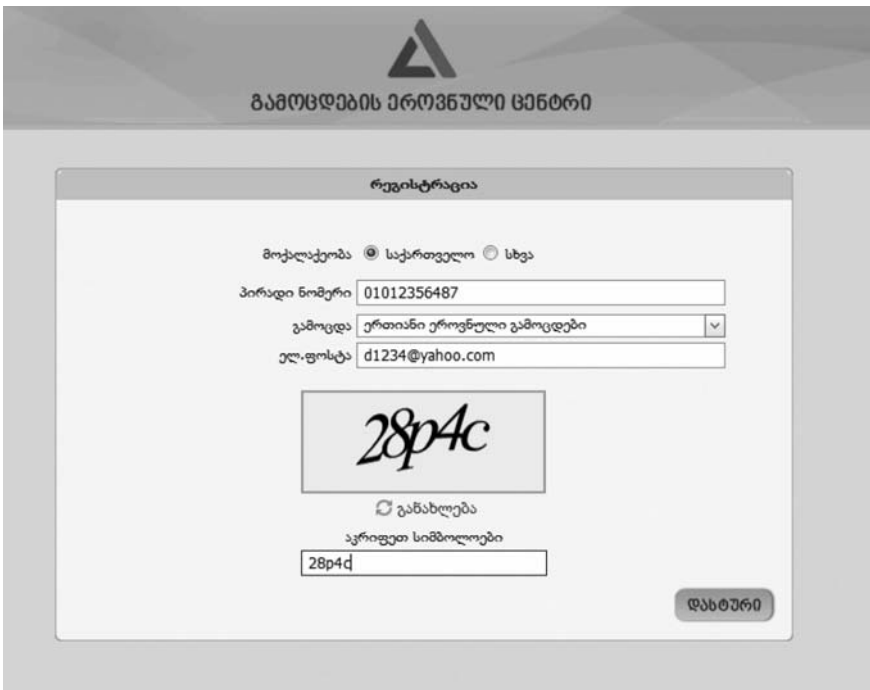 გამოცდების ეროვნული ცენტრი
რეგისტრაცია
მოქალაქეობა საქართველო სხვა
პირადი ნომერი 01012356487
გამოცდა ერთიანი ეროვნული გამოცდები
ელ.ფოსტა d1234@yahoo.com
28p4c
განახლება
აკრიფეთ სიმბოლოები
28p4c
დასტური